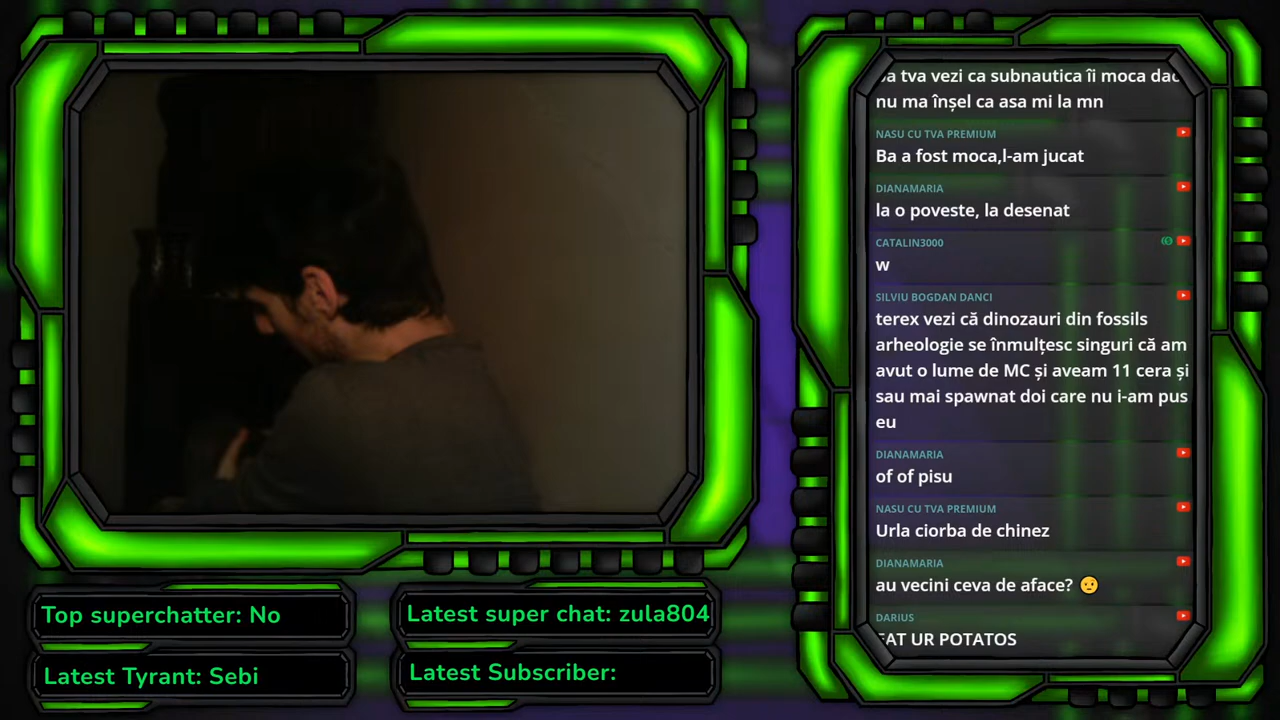 ba tva vezi ca subnautica îi moca dac
nu ma înșel ca asa mi la mn
NASU CU TVA PREMIUM
Ba a fost moca,l-am jucat
DIANAMARIA
la o poveste, la desenat
CATALIN3000
w
SILVIU BOGDAN DANCI
terex vezi că dinozauri din fossils
arheologie se înmulțesc singuri că am
avut o lume de MC și aveam 11 cera și
sau mai spawnat doi care nu i-am pus
eu
DIANAMARIA
of of pisu
NASU CU TVA PREMIUM
Urla ciorba de chinez
DIANAMARIA
au vecini ceva de aface?
DARIUS
EAT UR POTATOS
Top superchatter: No
Latest super chat: zula804
Latest Tyrant: Sebi
Latest Subscriber: